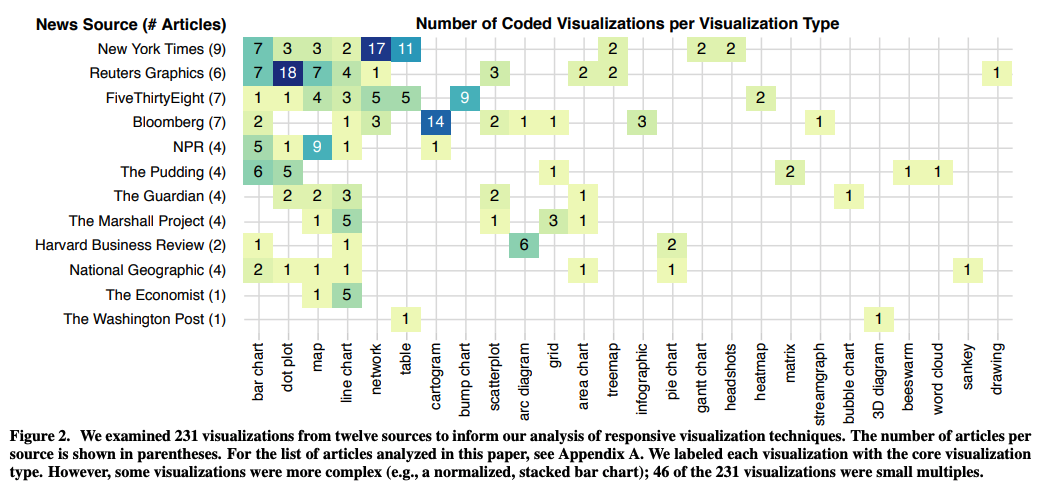 News Source (# Articles) Number of Coded Visualizations per Visualization Type
New York Times (9) 7 3 3 2 17 11 2 2 2
Reuters Graphics (6) 7 18 7 4 1 3 2 2 1
FiveThirtyEight (7) 1 1 4 3 5 5 9 2
Bloomberg (7) 2 1 3 14 2 1 1 3 1
NPR (4) 5 1 9 1 1
The Pudding (4) 6 5 1 2 1 1
The Guardian (4) 2 2 3 2 1 1
The Marshall Project (4) 1 5 1 3 1
Harvard Business Review (2) 1 1 6 2
National Geographic (4) 2 1 1 1 1 1 1
The Economist (1) 1 5
The Washington Post (1) 1 1
bar chart
dot plot
map
line chart
network
table
cartogram
bump chart
scatterplot
arc diagram
grid
area chart
treemap
infographic
pie chart
gantt chart
headshots
heatmap
matrix
streamgraph
bubble chart
3D diagram
beeswarm
word cloud
sankey
drawing
Figure 2. We examined 231 visualizations from twelve sources to inform our analysis of responsive visualization techniques. The number of articles per
source is shown in parentheses. For the list of articles analyzed in this paper, see Appendix A. We labeled each visualization with the core visualization
type. However, some visualizations were more complex (e.g., a normalized, stacked bar chart); 46 of the 231 visualizations were small multiples.